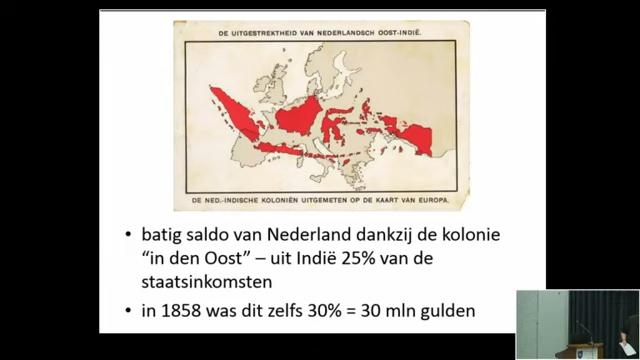 DE UITGESTREKTHEID VAN NEDERLANDSCH OOST-INDIË.
DE NED.-INDISCHE KOLONIËN UITGEMETEN OP DE KAART VAN EUROPA.
• batig saldo van Nederland dankzij de kolonie
"in den Oost" – uit Indië 25% van de
staatsinkomsten
• in 1858 was dit zelfs 30% = 30 mln gulden